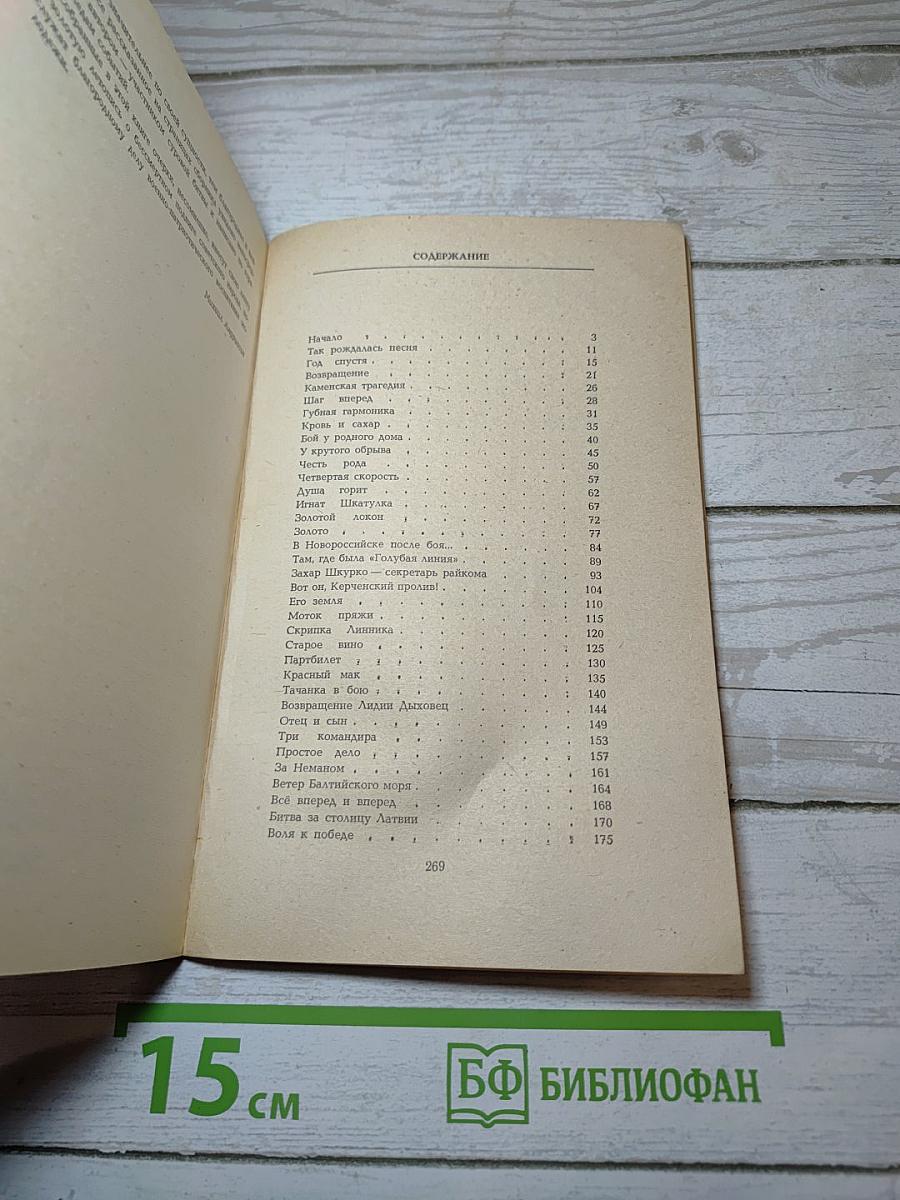 СОДЕРЖАНИЕ
Начало 3
Так рождалась песня 11
Год спустя 15
Возвращение 21
Каменская трагедия 26
Шаг вперед 28
Губная гармоника 31
Кровь и сахар 35
Бой у родного дома 40
У крутого обрыва 45
Честь рода 50
Четвертая скорость 57
Душа горит 62
Игнат Шкатулка 67
Золотой локон 72
Золото 77
В Новороссийске после боя... 84
Там, где была «Голубая линия» 89
Захар Шкурко — секретарь райкома 93
Вот он, Керченский пролив! 104
Его земля 110
Моток пряжи 115
Скрипка Линника 120
Старое вино 125
Партбилет 130
Красный мак 135
Тачанка в бою 140
Возвращение Лидии Дыховец 144
Отец и сын 149
Три командира 153
Простое дело 157
За Неманом 161
Ветер Балтийского моря 164
Всё вперед и вперед 168
Битва за столицу Латвии 170
Воля к победе 175
269
15 СМ
БФ БИБЛИОФАН